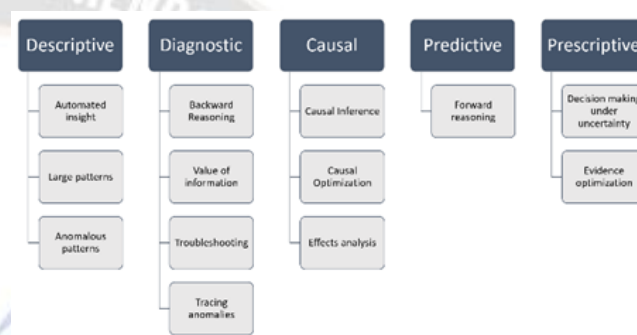 Descriptive
Automated
insight
Large patterns
Anomalous
patterns
Diagnostic
Backward
Reasoning
Value of
information
Troubleshooting
Tracing
anomalies
Causal
Causal Inference
Causal
Optimization
Effects analysis
Predictive
Forward
reasoning
Prescriptive
Decision making
under
uncertainty
Evidence
optimization